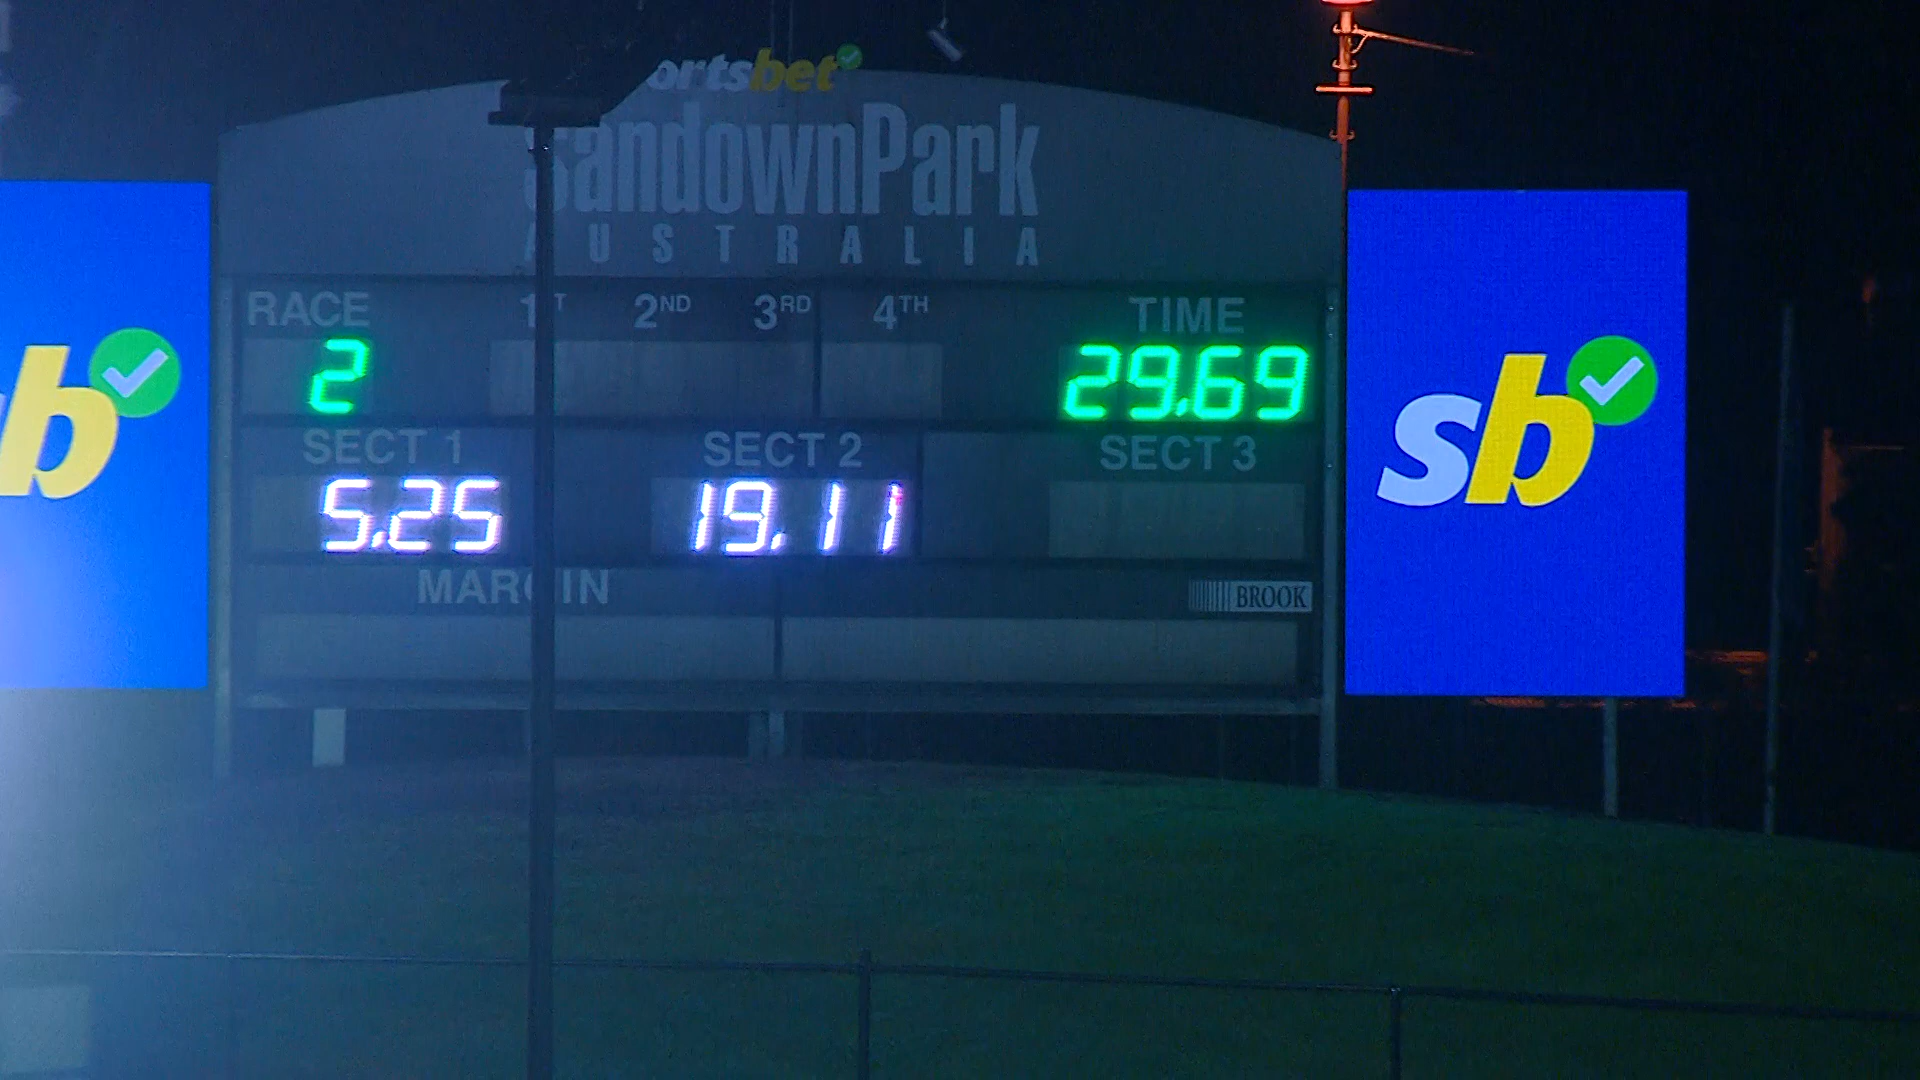 ortsbet
SandownPark
AUSTRALIA
RACE 1ST 2ND 3RD 4TH TIME
2 29.69
SECT 1 SECT 2 SECT 3
5.25 19.11
MARGIN BROOK
b
sb